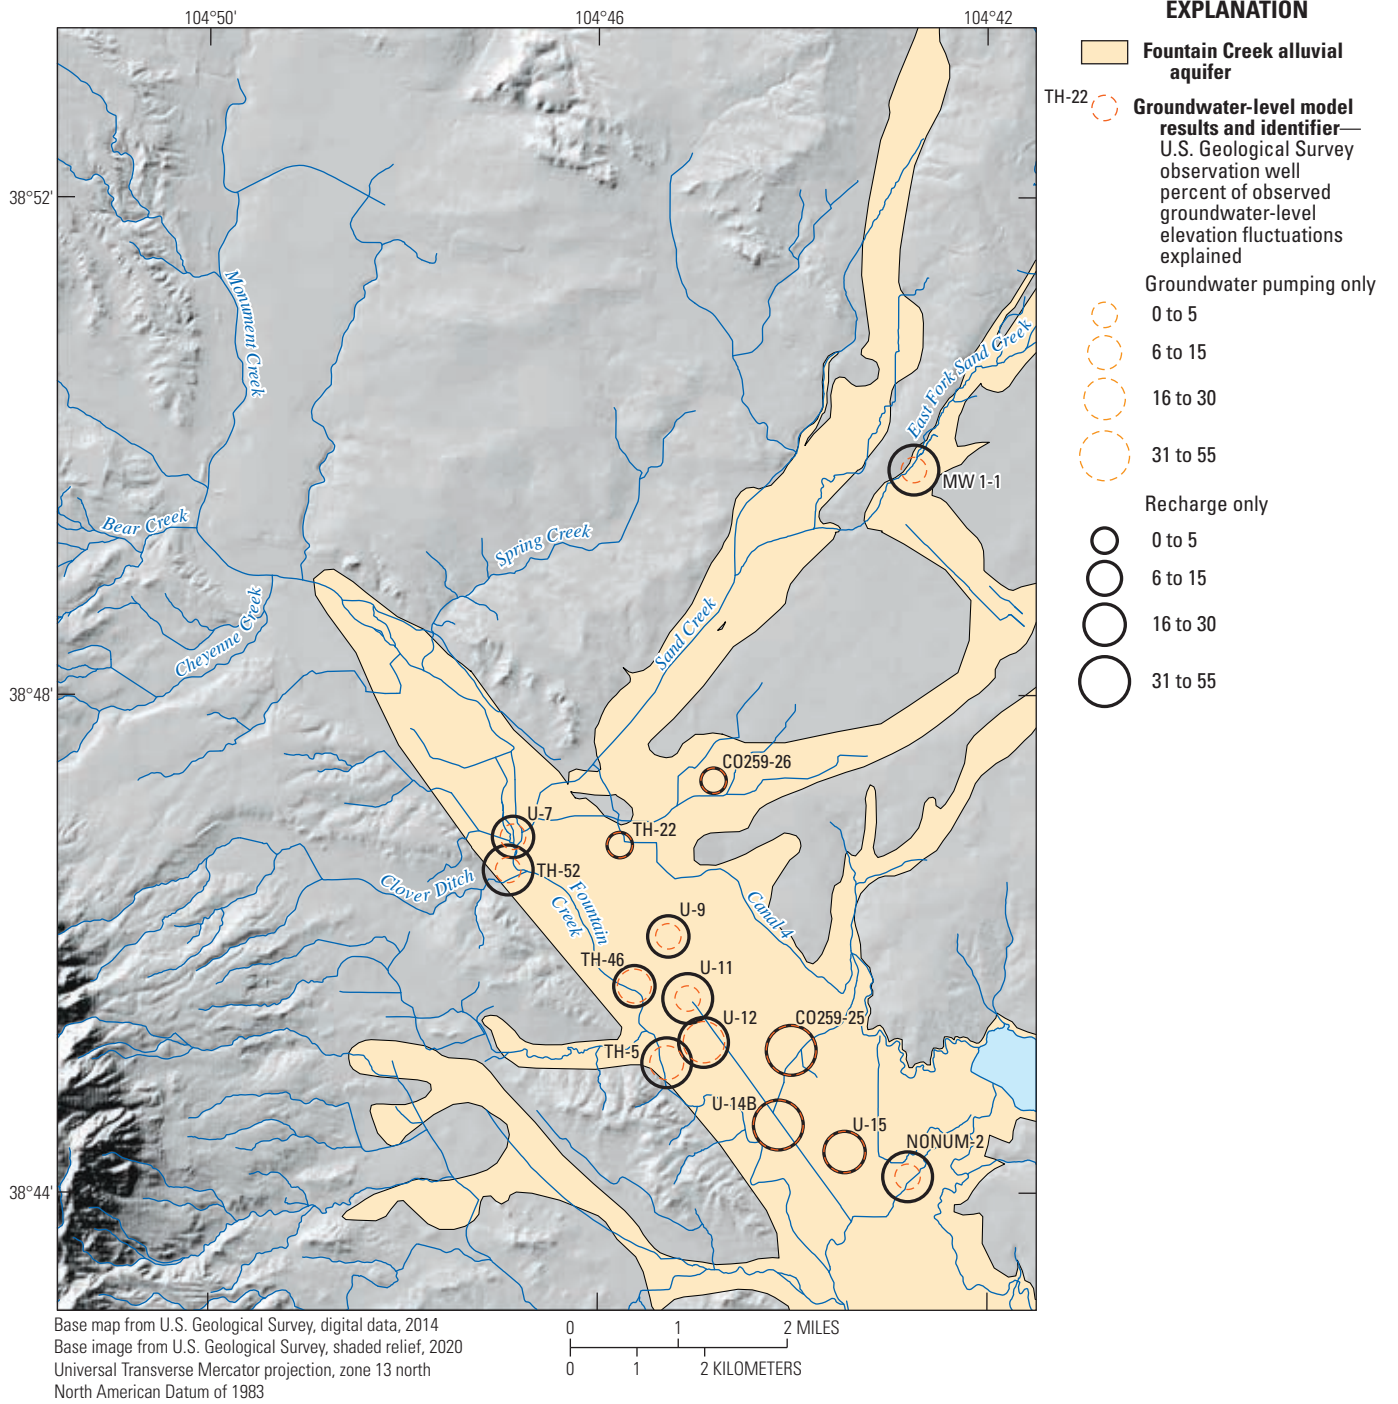 104°50'
104°46
104°42
38°52'
38°48'
38°44'
Monument Creek
East Fork Sand Creek
MW 1-1
Bear Creek
Spring Creek
Cheyenne Creek
Sand Creek
CO259-26
U-7
TH-22
TH-52
Clover Ditch
Fountain
Creek
Canal 4
U-9
TH-46
U-11
U-12
CO259-25
TH-5
U-14B
U-15
NONUM-2
EXPLANATION
Fountain Creek alluvial
aquifer
TH-22
Groundwater-level model
results and identifier—
U.S. Geological Survey
observation well
percent of observed
groundwater-level
elevation fluctuations
explained
Groundwater pumping only
0 to 5
6 to 15
16 to 30
31 to 55
Recharge only
0 to 5
6 to 15
16 to 30
31 to 55
Base map from U.S. Geological Survey, digital data, 2014
Base image from U.S. Geological Survey, shaded relief, 2020
Universal Transverse Mercator projection, zone 13 north
North American Datum of 1983
0 1 2 MILES
0 1 2 KILOMETERS